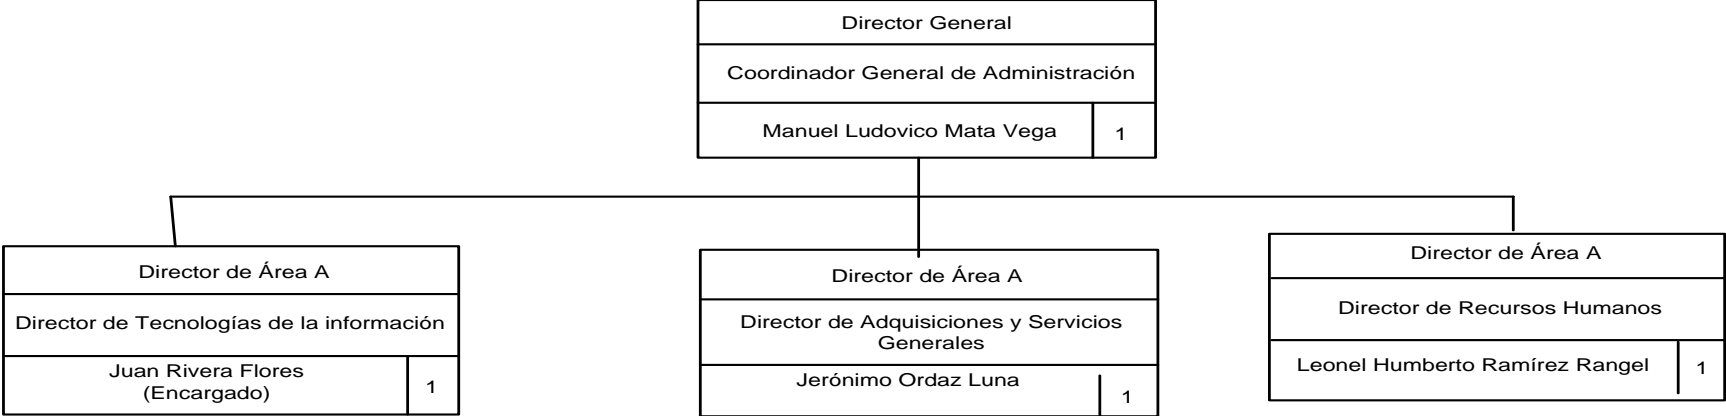 Director General
Coordinador General de Administración
Manuel Ludovico Mata Vega
1
Director de Área A
Director de Tecnologías de la información
Juan Rivera Flores
(Encargado)
1
Director de Área A
Director de Adquisiciones y Servicios
Generales
Jerónimo Ordaz Luna
1
Director de Área A
Director de Recursos Humanos
Leonel Humberto Ramírez Rangel
1